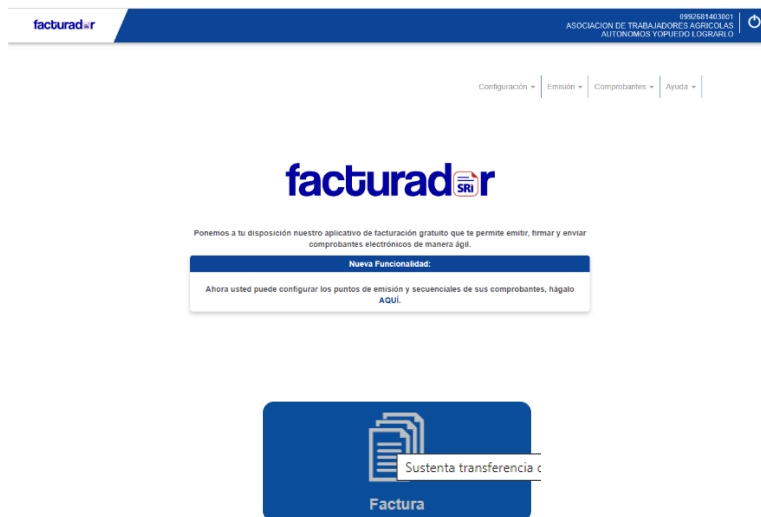 facturador
SRi
0992681403001
ASOCIACION DE TRABAJADORES AGRICOLAS
AUTONOMOS YOPUEDO LOGRARLO
Configuración
Emisión
Comprobantes
Ayuda
facturador
SRi
Ponemos a tu disposición nuestro aplicativo de facturación gratuito que te permite emitir, firmar y enviar
comprobantes electrónicos de manera ágil.
Nueva Funcionalidad:
Ahora usted puede configurar los puntos de emisión y secuenciales de sus comprobantes, hágalo
AQUÍ.
Sustenta transferencia
Factura